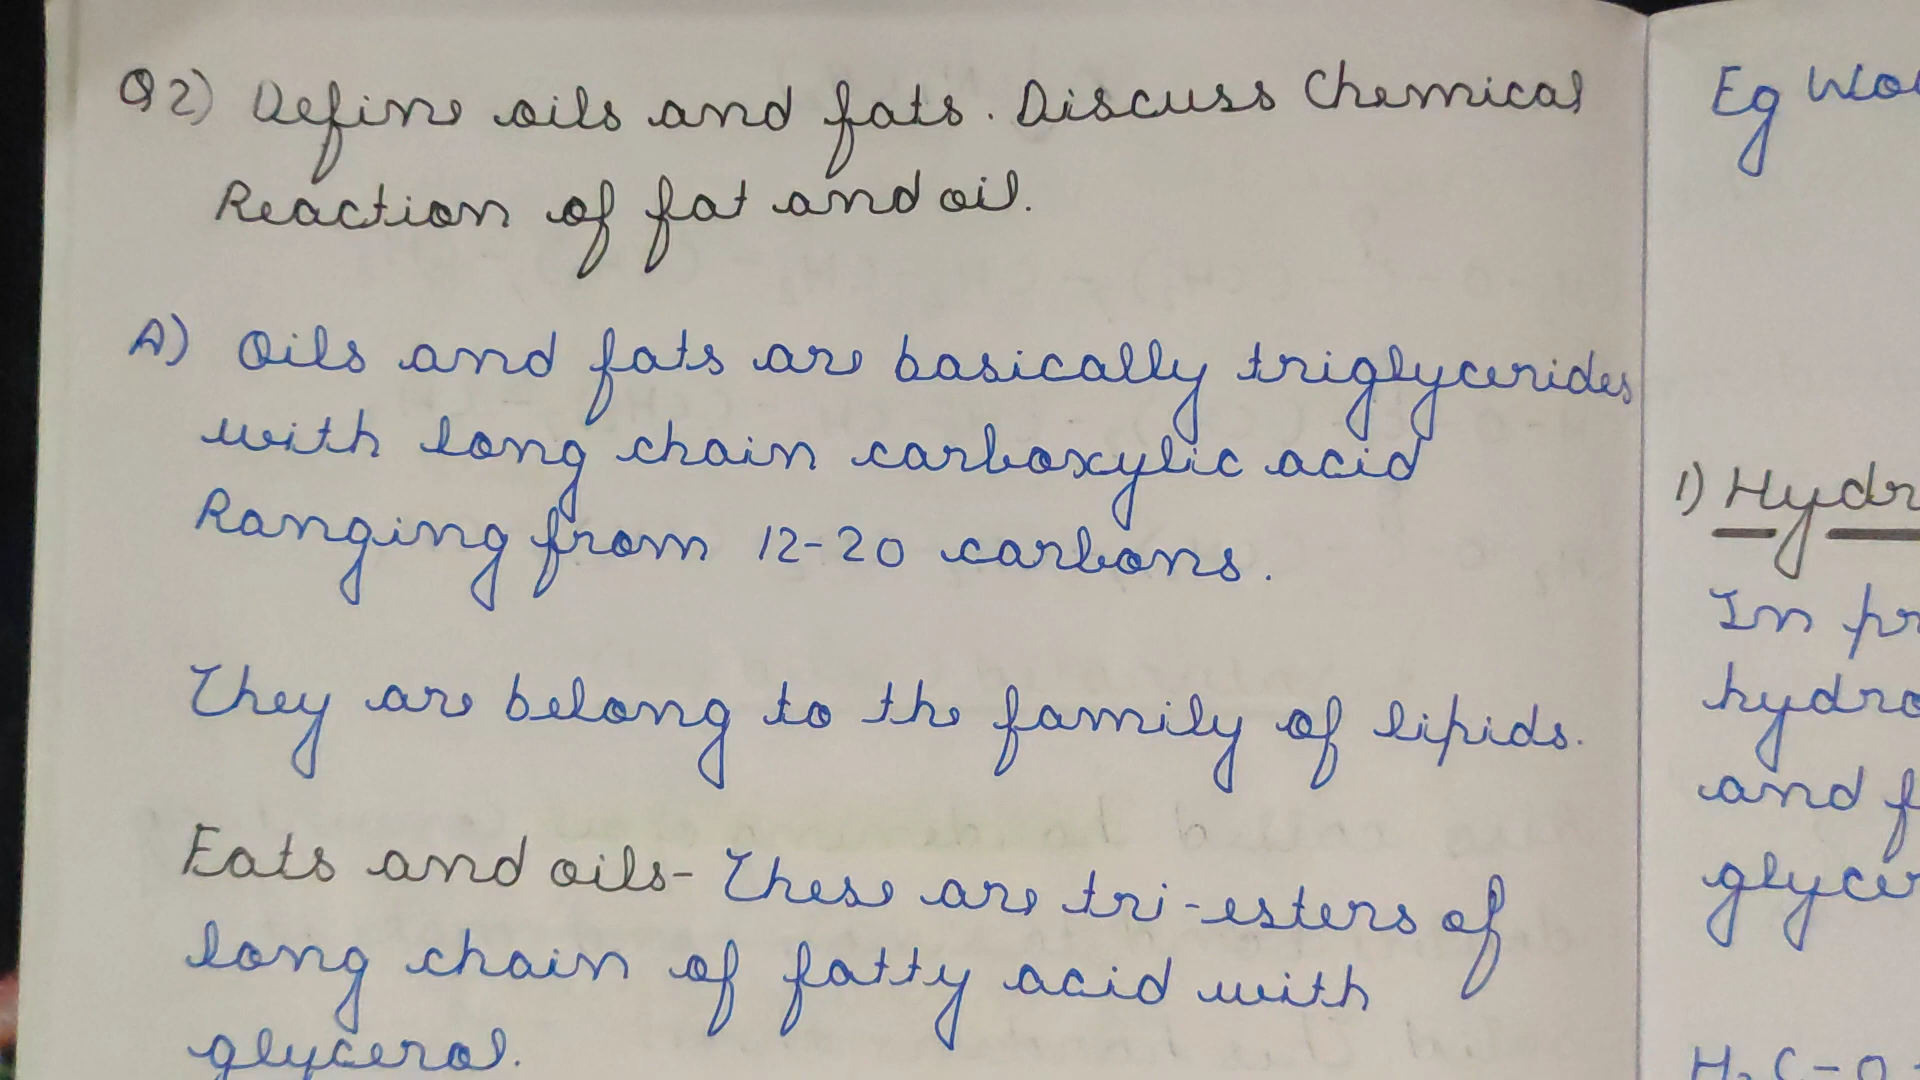 Q2) Define oils and fats. Discuss Chemical
Reaction of fat and oil.
A) Oils and fats are basically triglycerides
with long chain carboxylic acid
Ranging from 12-20 carbons.
They are belong to the family of lipids.
Fats and oils- These are tri-esters of
long chain of fatty acid with
glycerol.
Eg
1) Hydr
In pr
hydro
and f
glycer
H₂C-O-